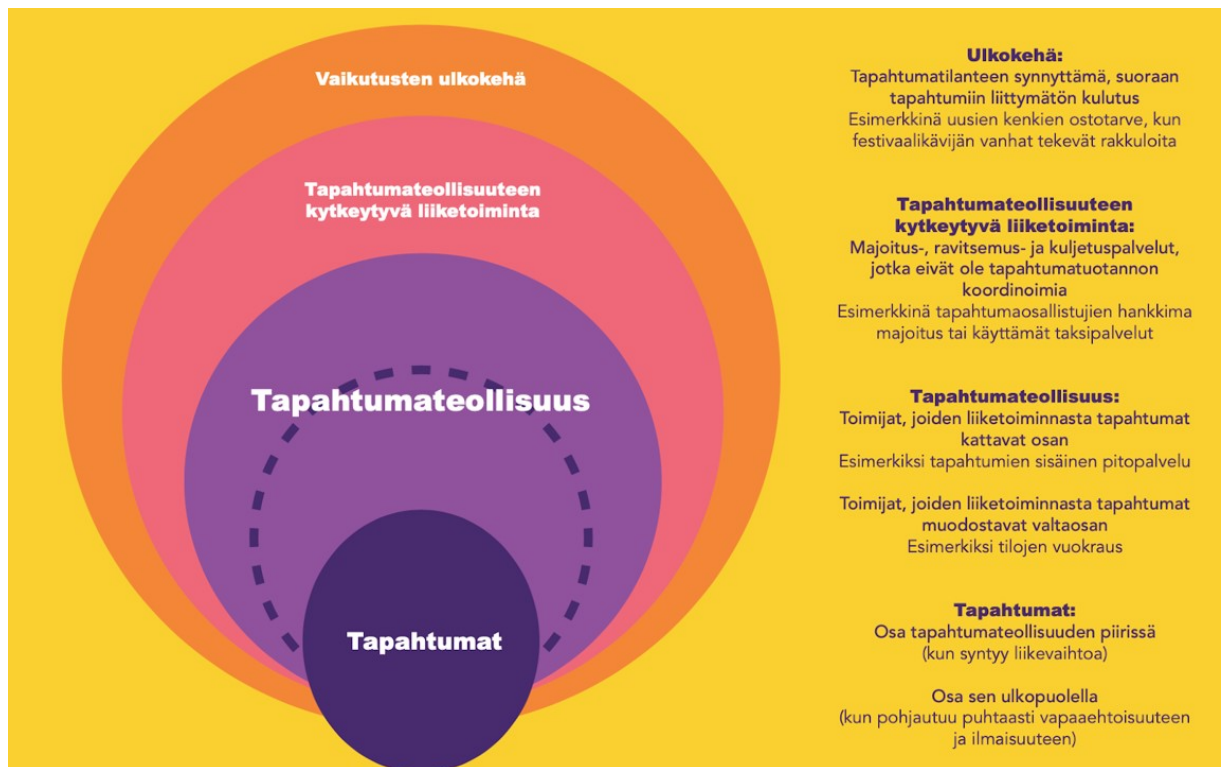 Vaikutusten ulkokehä
Tapahtumateollisuuteen
kytkeytyvä liiketoiminta
Tapahtumateollisuus
Tapahtumat
Ulkokehä:
Tapahtumatilanteen synnyttämä, suoraan
tapahtumiin liittymätön kulutus
Esimerkkinä uusien kenkien ostotarve, kun
festivaalikävijän vanhat tekevät rakkuloita
Tapahtumateollisuuteen
kytkeytyvä liiketoiminta:
Majoitus-, ravitsemus- ja kuljetuspalvelut,
jotka eivät ole tapahtumatuotannon
koordinoimia
Esimerkkinä tapahtumaosallistujien hankkima
majoitus tai käyttämät taksipalvelut
Tapahtumateollisuus:
Toimijat, joiden liiketoiminnasta tapahtumat
kattavat osan
Esimerkiksi tapahtumien sisäinen pitopalvelu
Toimijat, joiden liiketoiminnasta tapahtumat
muodostavat valtaosan
Esimerkiksi tilojen vuokraus
Tapahtumat:
Osa tapahtumateollisuuden piirissä
(kun syntyy liikevaihtoa)
Osa sen ulkopuolella
(kun pohjautuu puhtaasti vapaaehtoisuuteen
ja ilmaisuuteen)